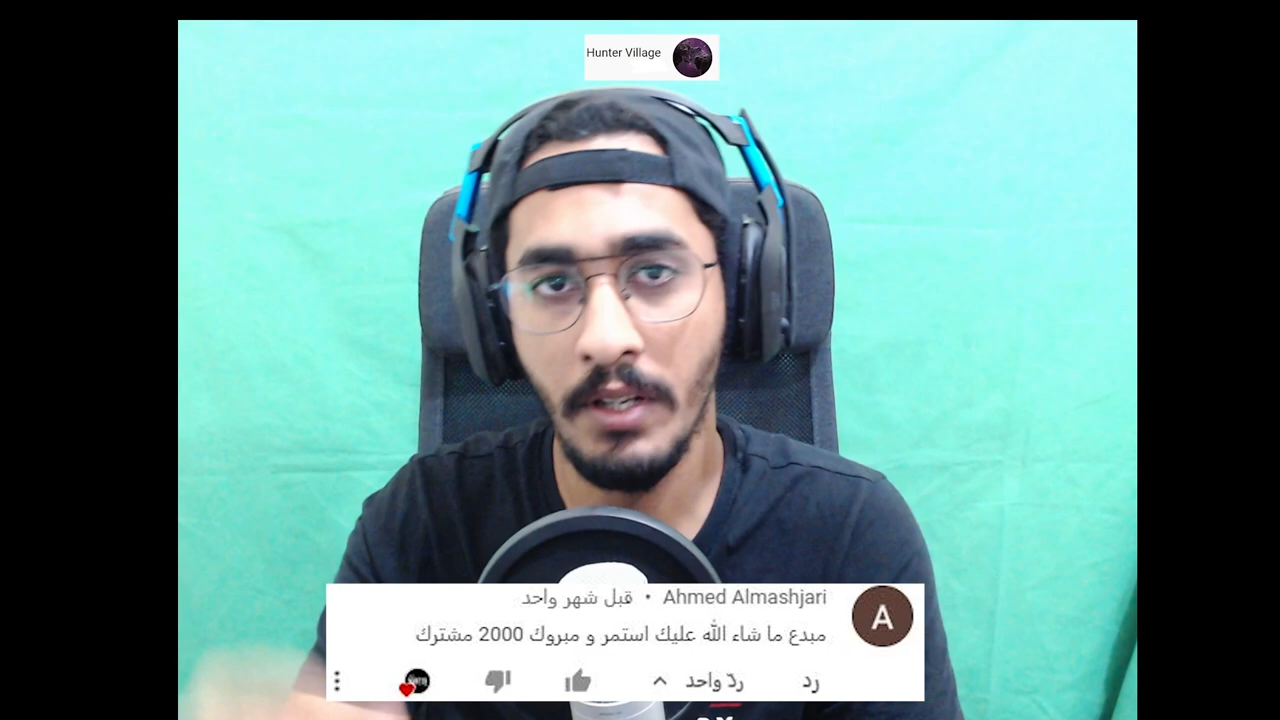 Hunter Village
Ahmed Almashjari • قبل شهر واحد
A
مبدع ما شاء الله عليك استمر و مبروك 2000 مشترك
رد ردّ واحد